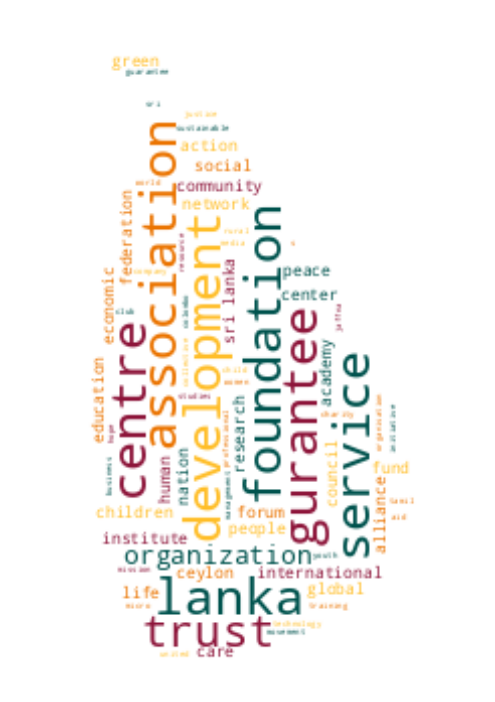 green
guarantee
sri
justice
sustainable
association
action
social
world
community
federation
network
development
foundation
rural
resource
media
s
company
economic
sri lanka
peace
center
club
colombo
jaffna
centre
gurantee
academy
service
collective
child
women
education
studies
research
professional
charity
organisation
initiative
hope
human
nation
business
management
council
fund
alliance
tamil
aid
children
forum
people
institute
organization
youth
mission
ceylon
international
life
lanka
global
micro
training
trust
technology
movement
united
care